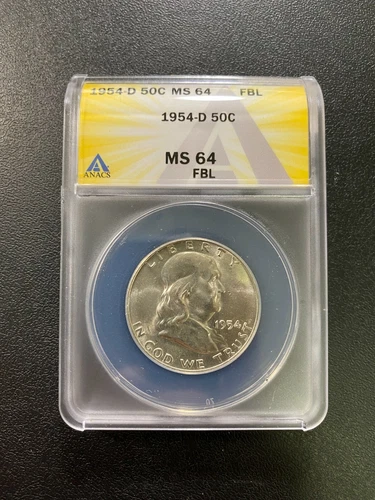 1954-D 50C MS 64 FBL
1954-D 50C
ANACS
MS 64
FBL
LIBERTY
1954
IN GOD WE TRUST